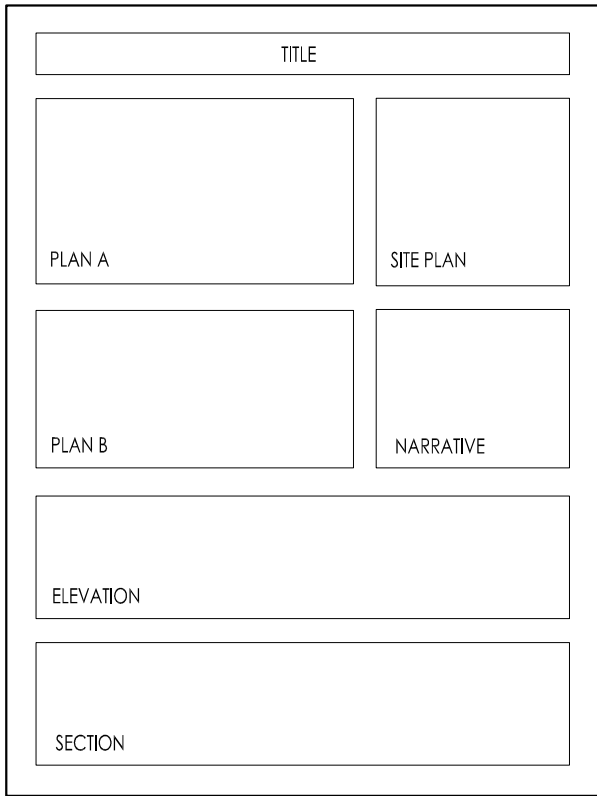 TITLE
PLAN A
SITE PLAN
PLAN B
NARRATIVE
ELEVATION
SECTION